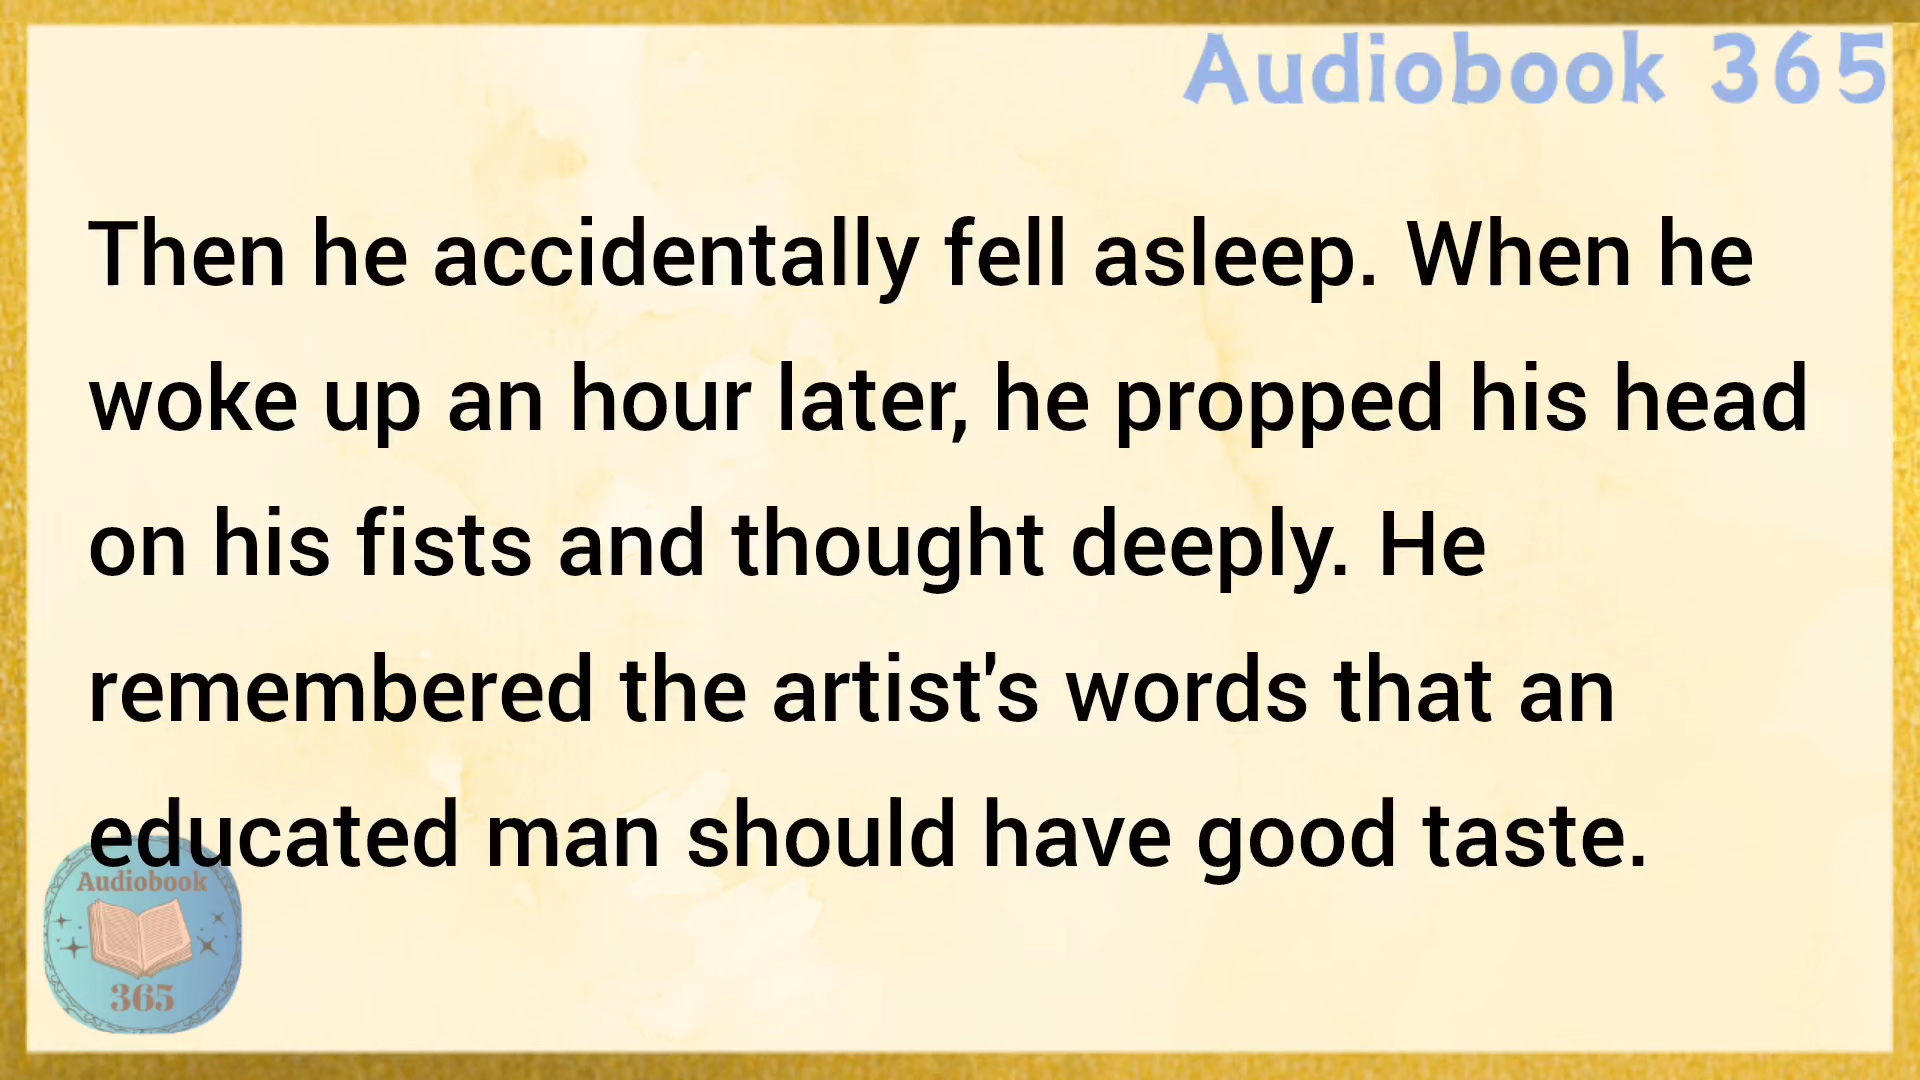 Audiobook 365
Then he accidentally fell asleep. When he
woke up an hour later, he propped his head
on his fists and thought deeply. He
remembered the artist's words that an
educated man should have good taste.
Audiobook
365